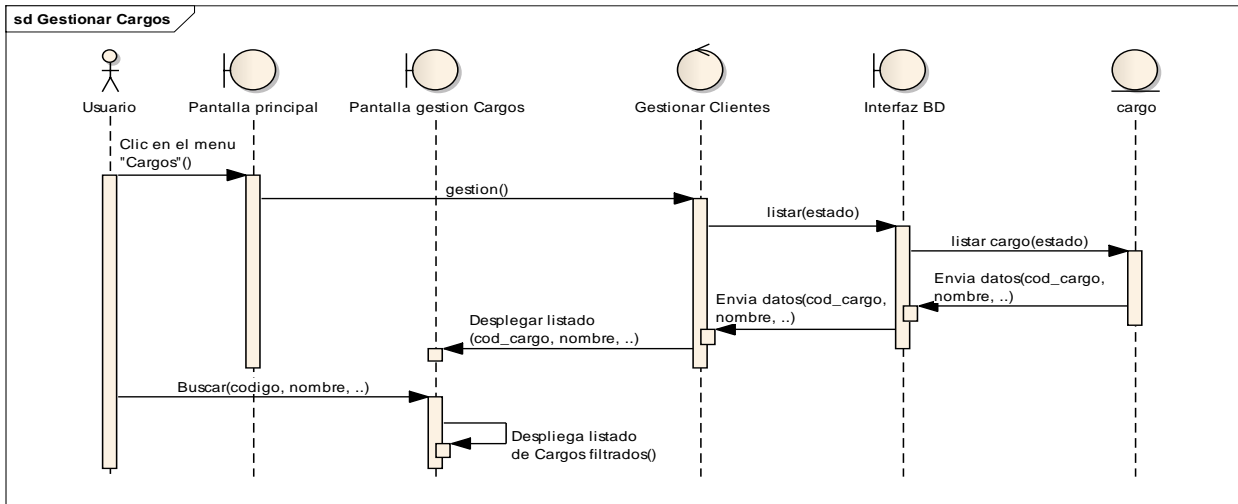 sd Gestionar Cargos
Usuario
Pantalla principal
Pantalla gestion Cargos
Gestionar Clientes
Interfaz BD
cargo
Clic en el menu
"Cargos"()
gestion()
listar(estado)
listar cargo(estado)
Envia datos(cod_cargo,
nombre, ..)
Envia datos(cod_cargo,
nombre, ..)
Desplegar listado
(cod_cargo, nombre, ..)
Buscar(codigo, nombre, ..)
Despliega listado
de Cargos filtrados()